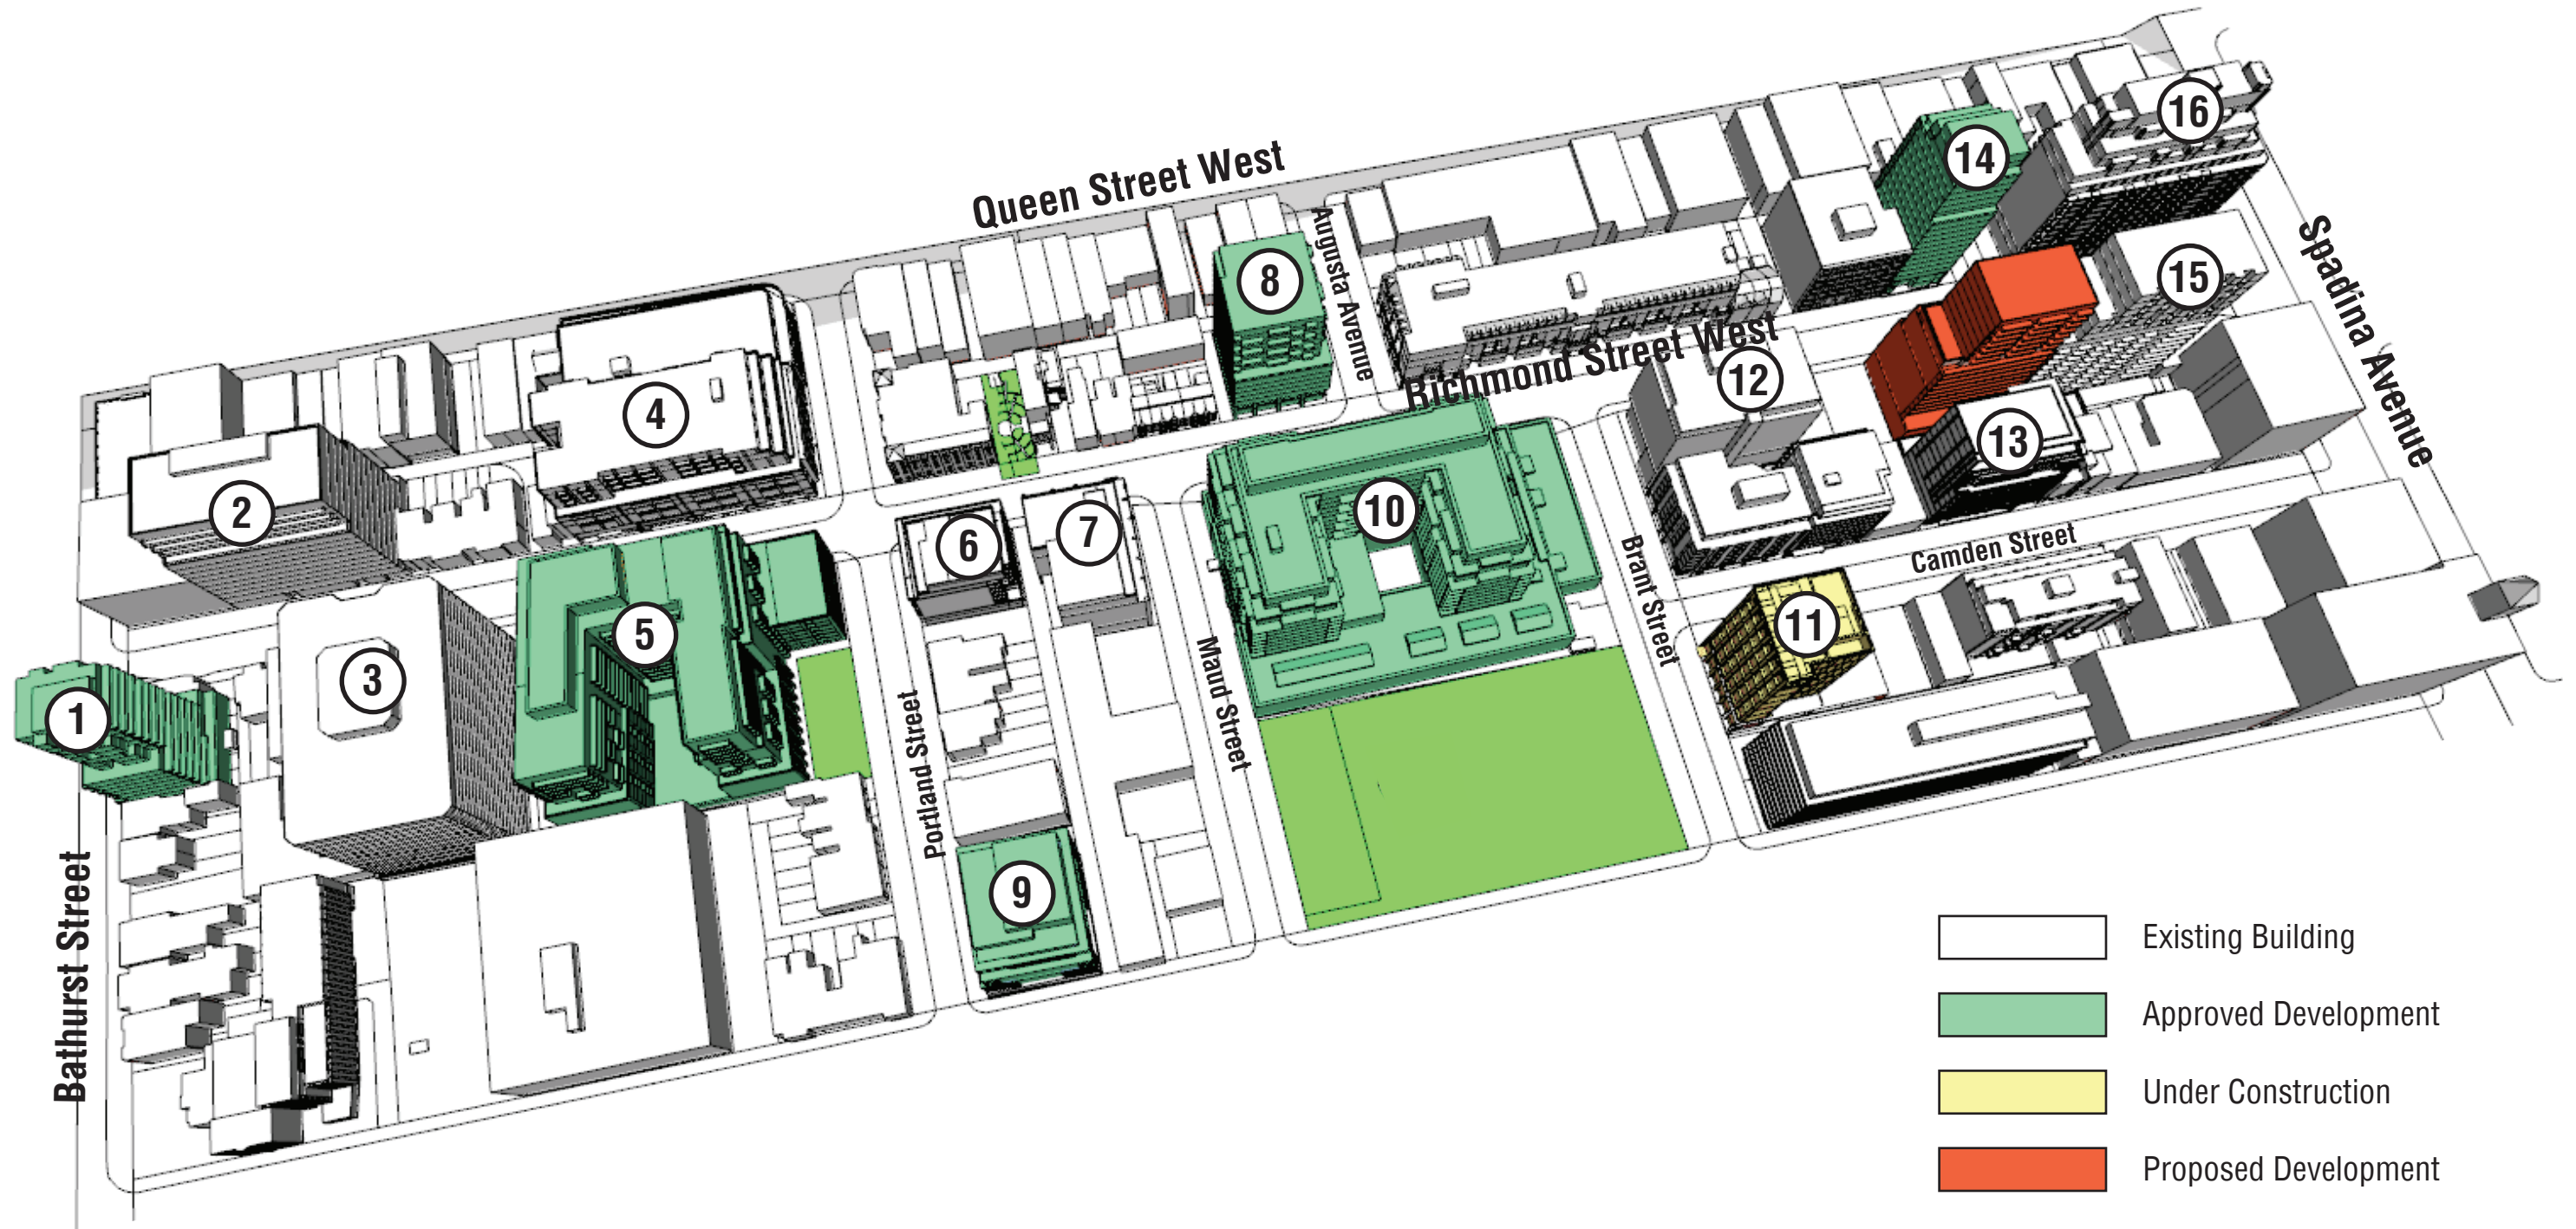 Queen Street West
16
14
Augusta Avenue
8
15
Spadina Avenue
Richmond Street West
12
4
13
2
10
7
6
Camden Street
Brant Street
11
5
3
Maud Street
1
Portland Street
9
Bathurst Street
Existing Building
Approved Development
Under Construction
Proposed Development